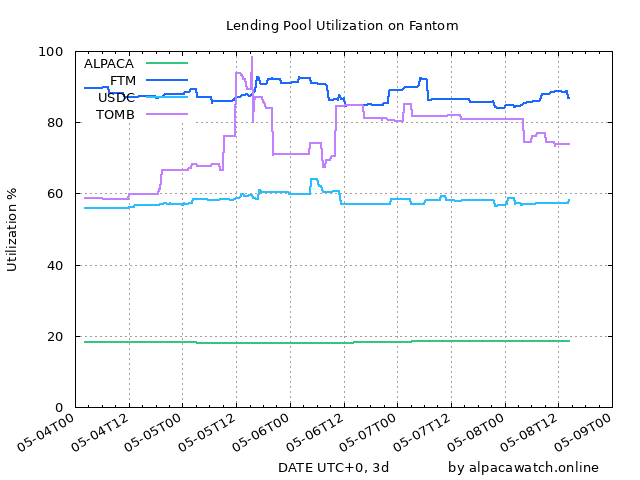 Lending Pool Utilization on Fantom
Utilization %
100
80
60
40
20
0
ALPACA
FTM
USDC
TOMB
05-04T00
05-04T12
05-05T00
05-05T12
05-06T00
05-06T12
05-07T00
05-07T12
05-08T00
05-08T12
05-09T00
DATE UTC+0, 3d
by alpacawatch.online